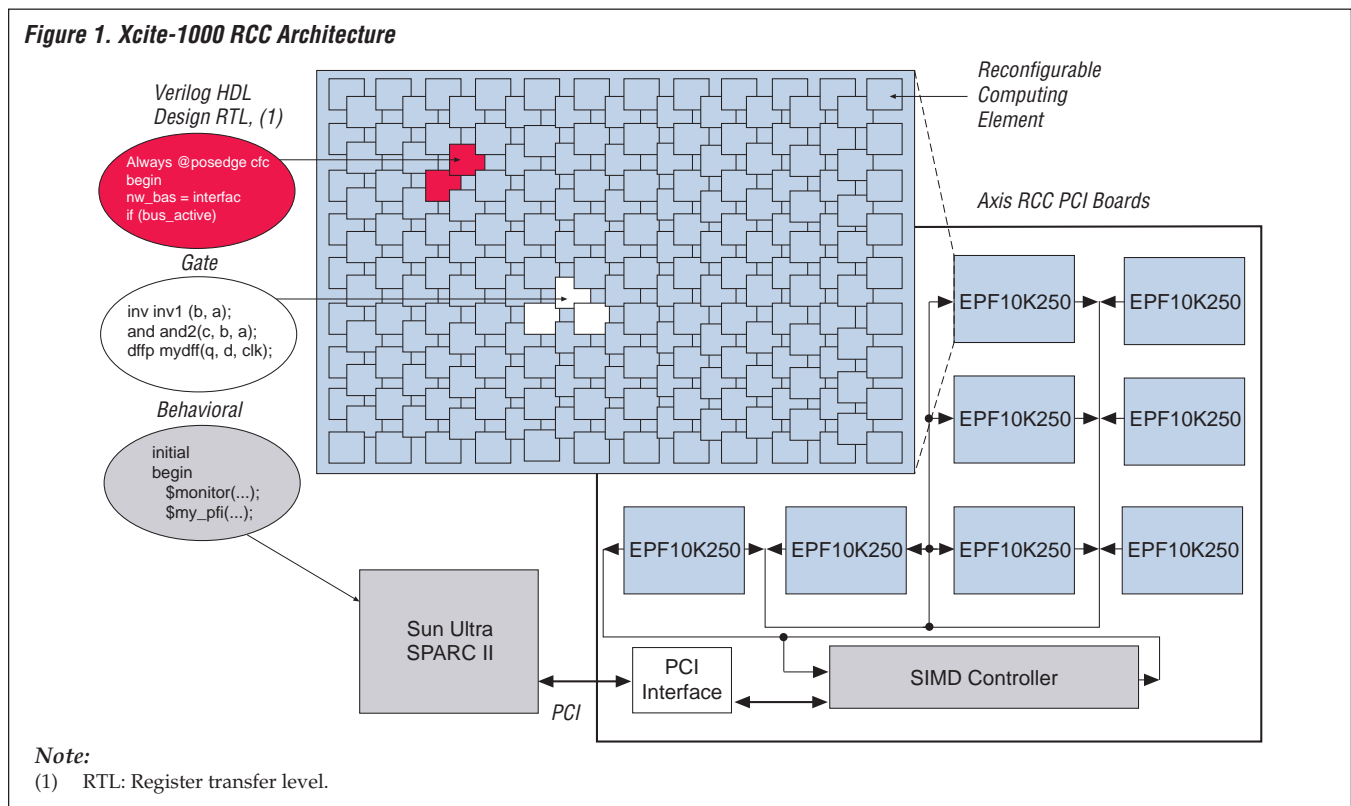 Figure 1. Xcite-1000 RCC Architecture
Verilog HDL
Design RTL, (1)
Always @posedge cfc
begin
nw_bas = interfac
if (bus_active)
Gate
inv inv1 (b, a);
and and2(c, b, a);
dffp mydff(q, d, clk);
Behavioral
initial
begin
$monitor(...);
$my_pfi(...);
Reconfigurable
Computing
Element
Axis RCC PCI Boards
EPF10K250
EPF10K250
EPF10K250
EPF10K250
EPF10K250
EPF10K250
EPF10K250
EPF10K250
Sun Ultra
SPARC II
PCI
PCI
Interface
SIMD Controller
Note:
(1) RTL: Register transfer level.